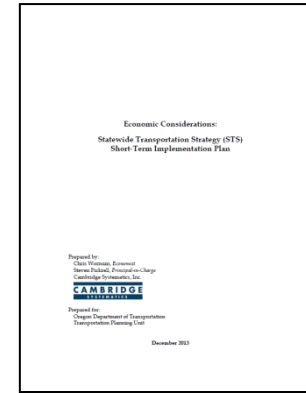 Economic Considerations:
Statewide Transportation Strategy (STS)
Short-Term Implementation Plan
Prepared by:
Chris Wornum, Economist
Steven Picknell, Principal-in-Charge
Cambridge Systematics, Inc.
CAMBRIDGE
SYSTEMATICS
Prepared for:
Oregon Department of Transportation
Transportation Planning Unit
December 2013